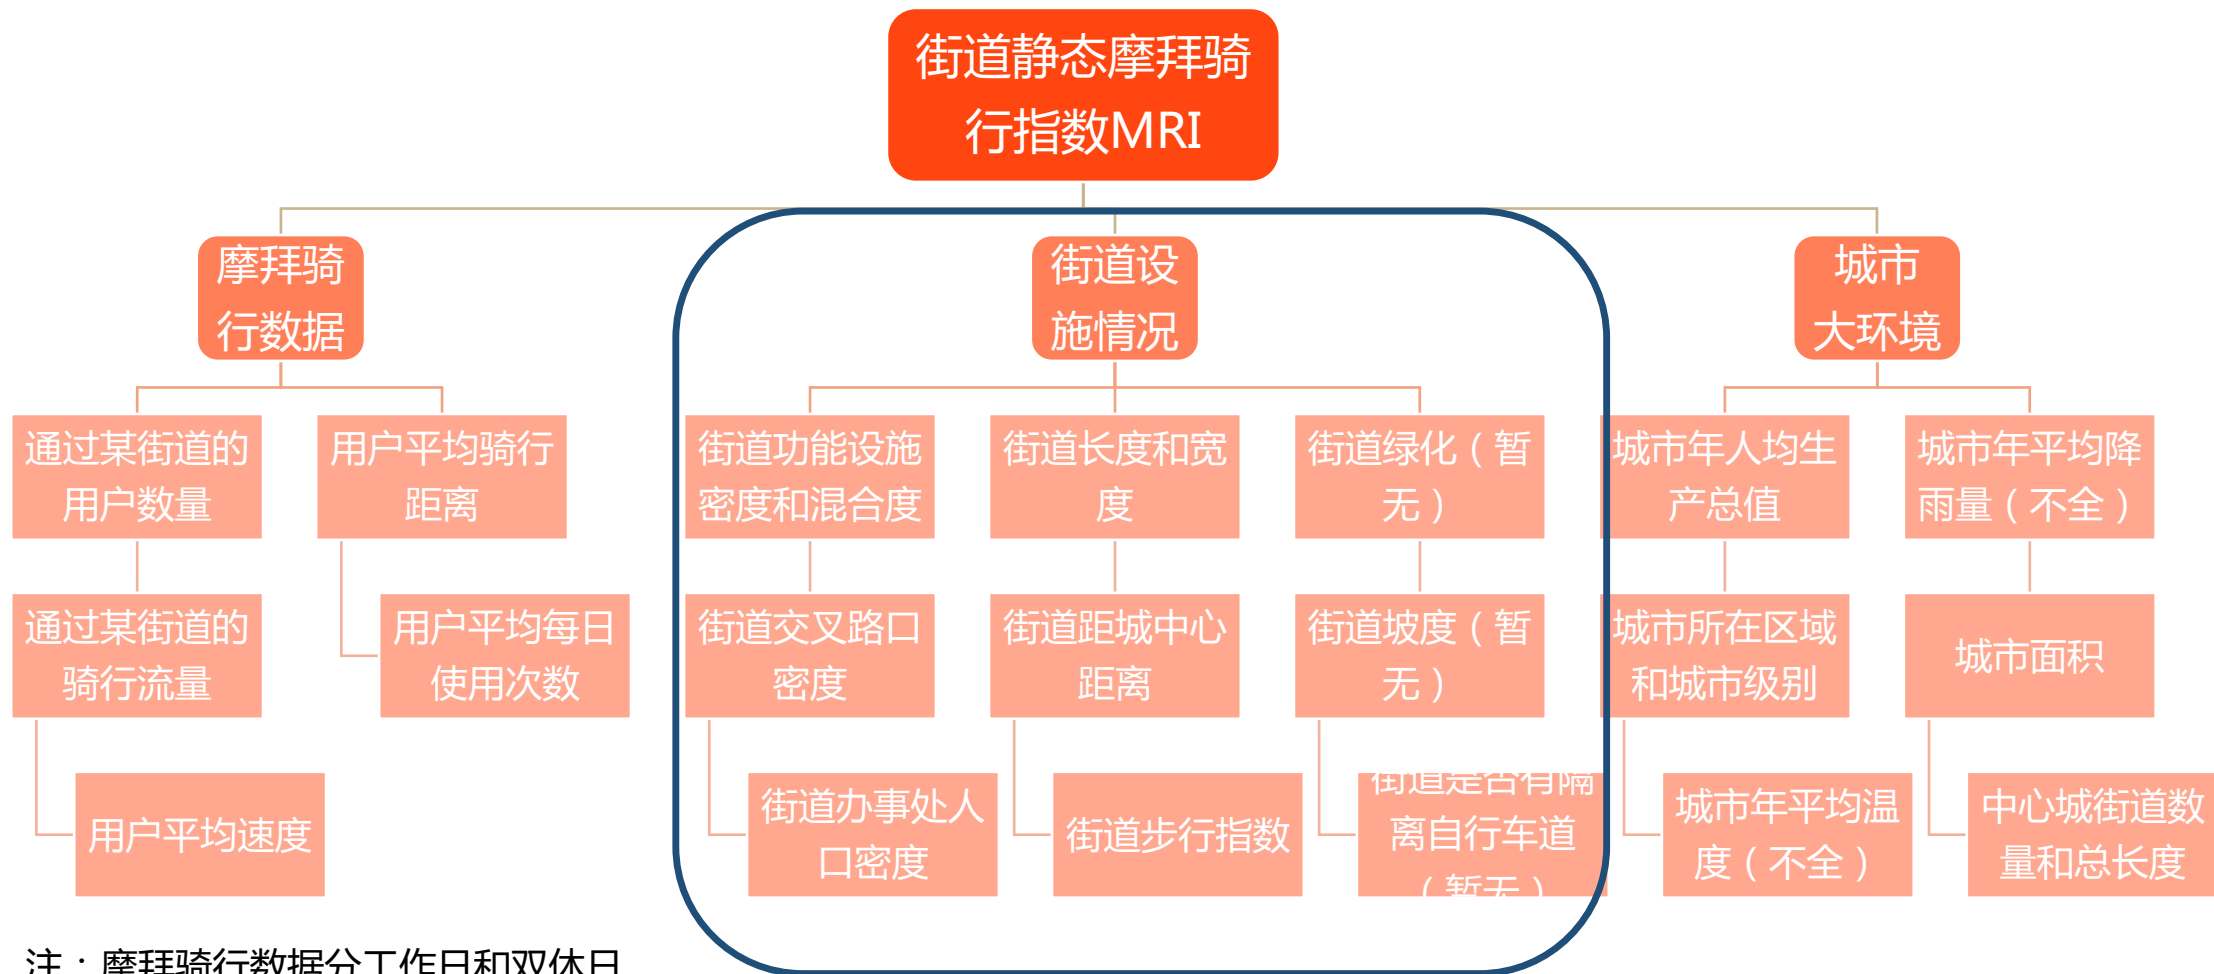 街道静态摩拜骑
行指数MRI
摩拜骑
行数据
街道设
施情况
城市
大环境
通过某街道的
用户数量
用户平均骑行
距离
街道功能设施
密度和混合度
街道长度和宽
度
街道绿化（暂
无）
城市年人均生
产总值
城市年平均降
雨量（不全）
通过某街道的
骑行流量
用户平均每日
使用次数
街道交叉路口
密度
街道距城中心
距离
街道坡度（暂
无）
城市所在区域
和城市级别
城市面积
用户平均速度
街道办事处人
口密度
街道步行指数
街道是否有隔
离自行车道
（暂无）
城市年平均温
度（不全）
中心城街道数
量和总长度
注：摩拜骑行数据分工作日和双休日